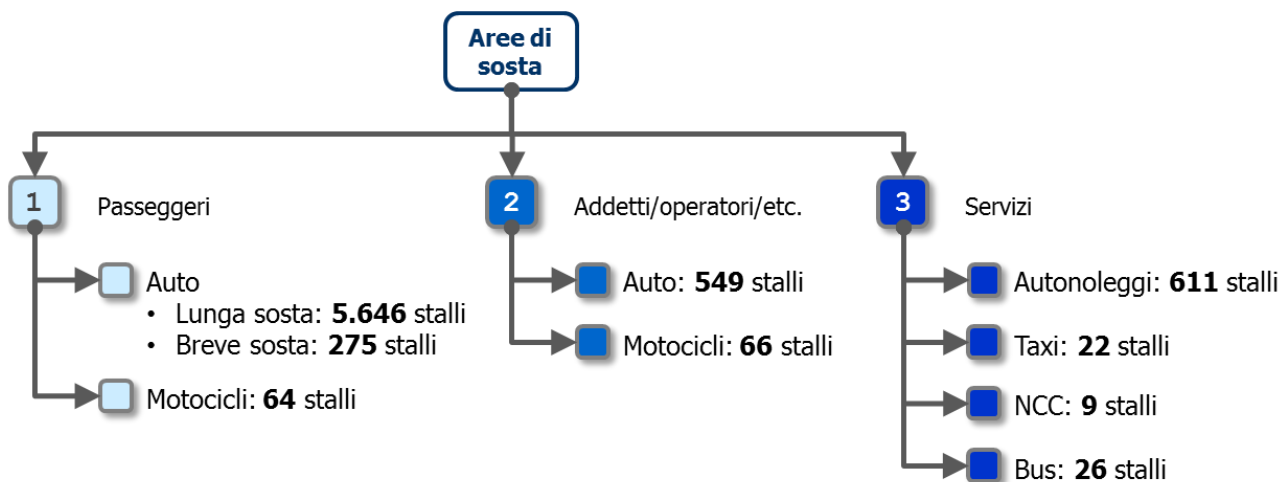 Aree di
sosta
1 Passeggeri
Auto
• Lunga sosta: 5.646 stalli
• Breve sosta: 275 stalli
Motocicli: 64 stalli
2 Addetti/operatori/etc.
Auto: 549 stalli
Motocicli: 66 stalli
3 Servizi
Autonoleggi: 611 stalli
Taxi: 22 stalli
NCC: 9 stalli
Bus: 26 stalli